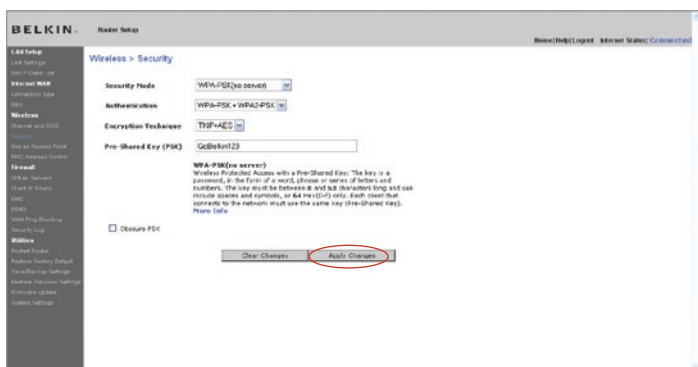 BELKIN.
Router Setup
Home|Help|Logout Internet Status: Connected
LAN Setup
LAN Settings
DHCP Client List
Internet WAN
Connection Type
DNS
Wireless
Channel and SSID
Security
Use as Access Point
MAC Address Control
Firewall
Virtual Servers
Client IP Filters
DMZ
DDNS
WAN Ping Blocking
Security Log
Utilities
Restart Router
Restore Factory Default
Save/Backup Settings
Restore Previous Settings
Firmware Update
System Settings
Wireless > Security
Security Mode WPA-PSK(no server)
Authentication WPA-PSK + WPA2-PSK
Encryption Technique TKIP+AES
Pre-Shared Key (PSK) GoBelkin123
WPA-PSK(no server)
Wireless Protected Access with a Pre-Shared Key: The key is a
password, in the form of a word, phrase or series of letters and
numbers. The key must be between 8 and 63 characters long and can
include spaces and symbols, or 64 Hex(0-F) only. Each client that
connects to the network must use the same key (Pre-Shared Key).
More Info
Obscure PSK
Clear Changes Apply Changes